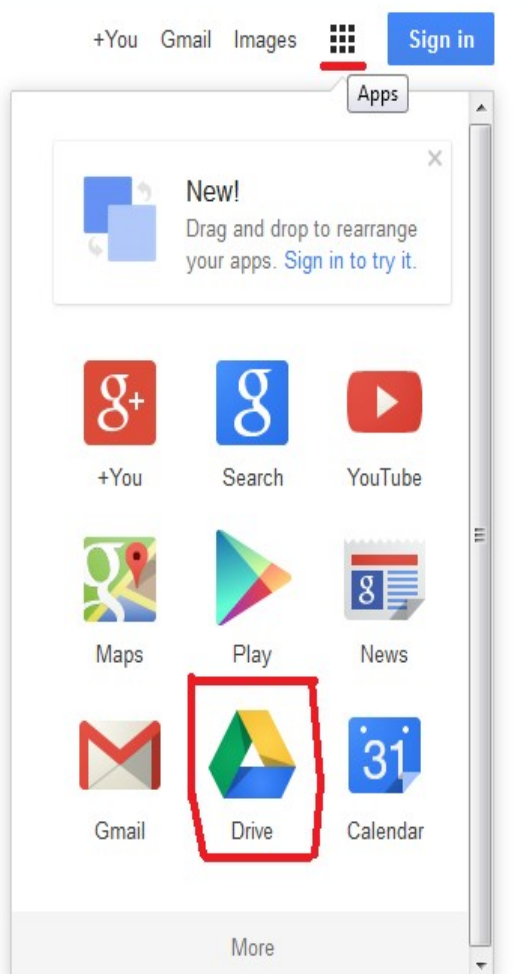 +You Gmail Images Sign in
Apps
New!
Drag and drop to rearrange
your apps. Sign in to try it.
g+ g
+You Search YouTube
g g
Maps Play News
31
Gmail Drive Calendar
More